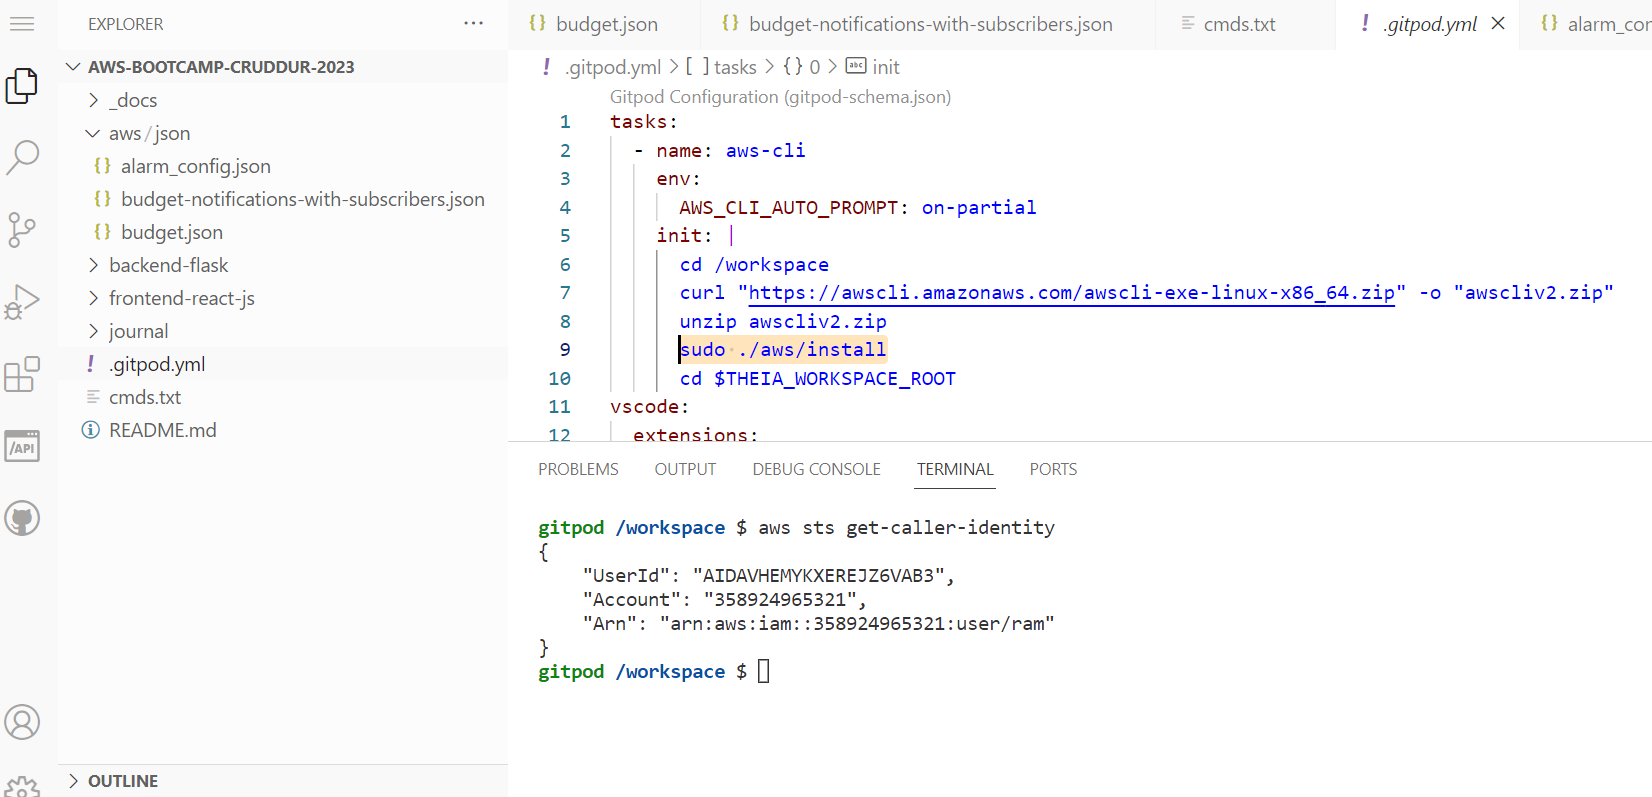 EXPLORER ...
AWS-BOOTCAMP-CRUDDUR-2023
_docs
aws/json
{} alarm_config.json
{} budget-notifications-with-subscribers.json
{} budget.json
backend-flask
frontend-react-js
journal
! .gitpod.yml
cmds.txt
README.md
OUTLINE
/API
{} budget.json {} budget-notifications-with-subscribers.json cmds.txt ! .gitpod.yml {} alarm_cor
! .gitpod.yml > [ ] tasks > {} 0 > abc init
Gitpod Configuration (gitpod-schema.json)
1 tasks:
2 - name: aws-cli
3 env:
4 AWS_CLI_AUTO_PROMPT: on-partial
5 init: |
6 cd /workspace
7 curl "https://awscli.amazonaws.com/awscli-exe-linux-x86_64.zip" -o "awscliv2.zip"
8 unzip awscliv2.zip
9 sudo ./aws/install
10 cd $THEIA_WORKSPACE_ROOT
11 vscode:
12 extensions:
PROBLEMS OUTPUT DEBUG CONSOLE TERMINAL PORTS
gitpod /workspace $ aws sts get-caller-identity
{
"UserId": "AIDAVHEMYKXEREJZ6VAB3",
"Account": "358924965321",
"Arn": "arn:aws:iam::358924965321:user/ram"
}
gitpod /workspace $